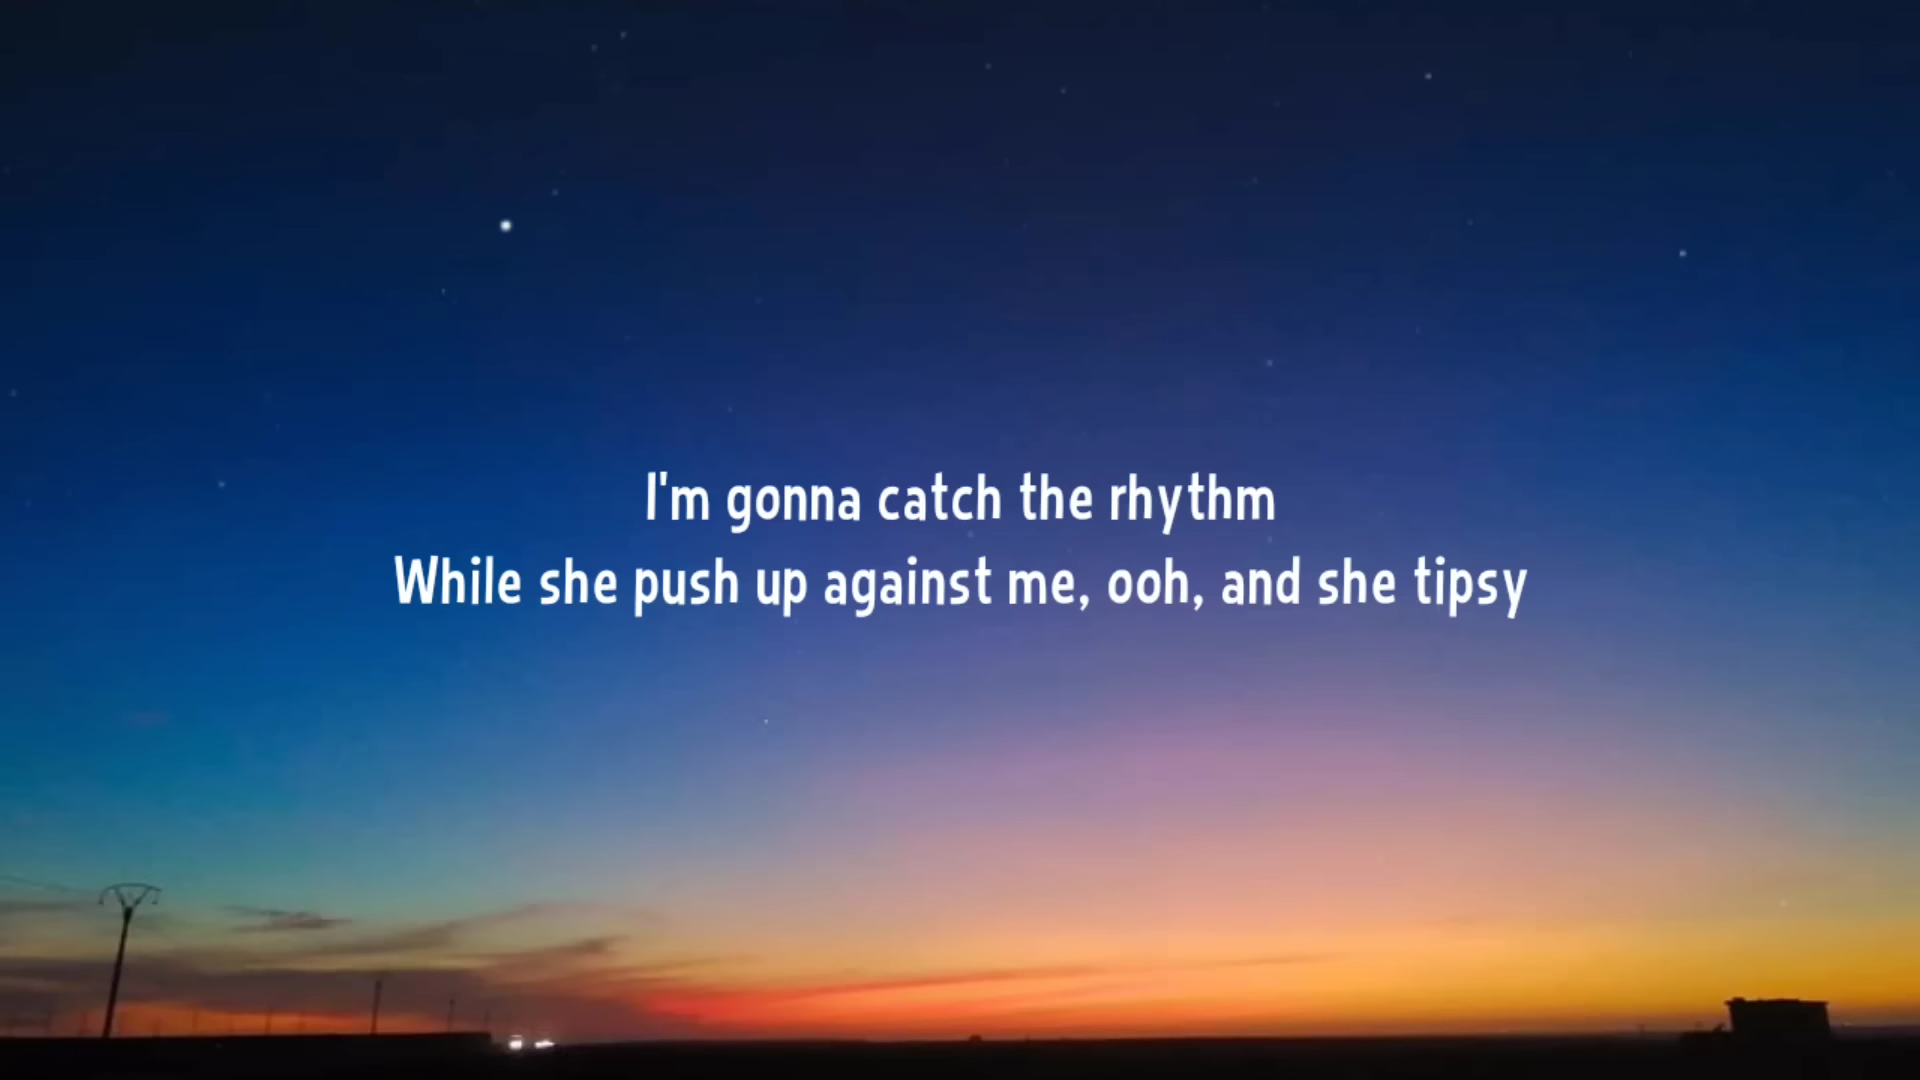 I'm gonna catch the rhythm
While she push up against me, ooh, and she tipsy